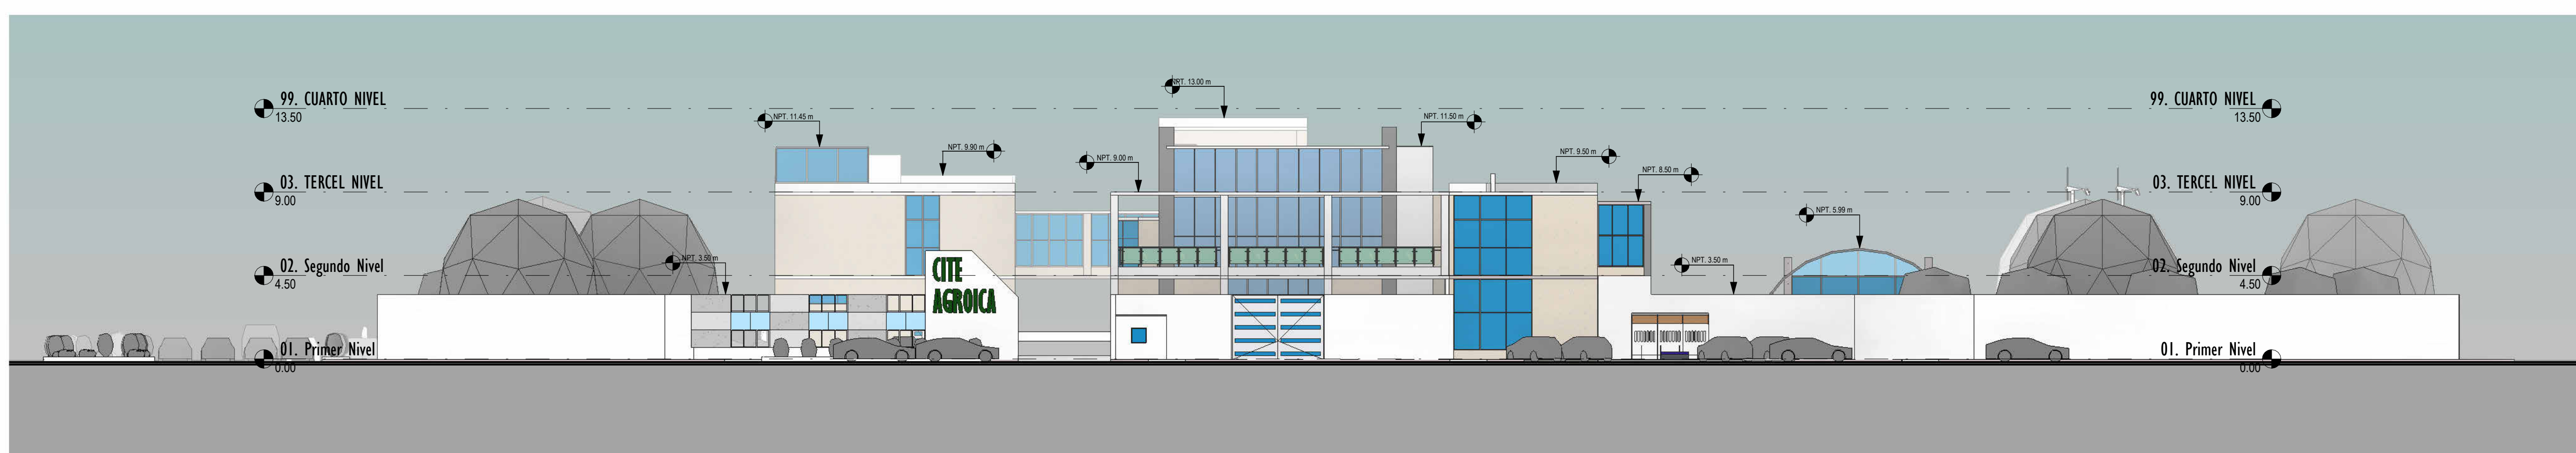 NPT. 13.00 m
99. CUARTO NIVEL
13.50
99. CUARTO NIVEL
13.50
NPT. 11.45 m
NPT. 11.50 m
NPT. 9.90 m
NPT. 9.00 m
NPT. 9.50 m
NPT. 8.50 m
03. TERCEL NIVEL
9.00
03. TERCEL NIVEL
9.00
NPT. 5.99 m
NPT. 3.50 m
NPT. 3.50 m
02. Segundo Nivel
4.50
02. Segundo Nivel
4.50
CITE
AGROICA
01. Primer Nivel
0.00
01. Primer Nivel
0.00